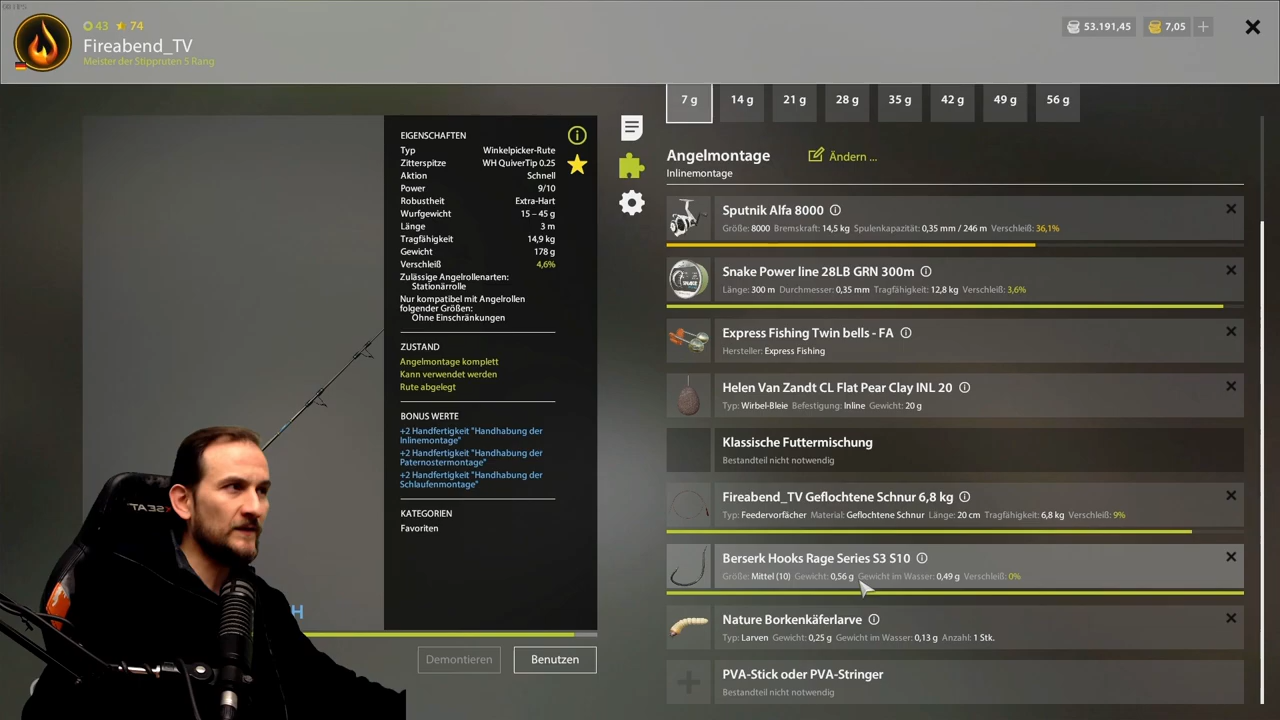 43 74
Fireabend_TV
Meister der Stippruten 5 Rang
53.191,45 7,05 +
7 g 14 g 21 g 28 g 35 g 42 g 49 g 56 g
EIGENSCHAFTEN
Typ Winkelpicker-Rute
Zitterspitze WH QuiverTip 0.25
Aktion Schnell
Power 9/10
Robustheit Extra-Hart
Wurfgewicht 15 – 45 g
Länge 3 m
Tragfähigkeit 14,9 kg
Gewicht 178 g
Verschleiß 4,6%
Zulässige Angelrollenarten:
Stationärrolle
Nur kompatibel mit Angelrollen
folgender Größen:
Ohne Einschränkungen
ZUSTAND
Angelmontage komplett
Kann verwendet werden
Rute abgelegt
BONUS WERTE
+2 Handfertigkeit "Handhabung der
Inlinemontage"
+2 Handfertigkeit "Handhabung der
Paternostermontage"
+2 Handfertigkeit "Handhabung der
Schlaufenmontage"
KATEGORIEN
Favoriten
H
Demontieren Benutzen
Angelmontage Ändern ...
Inlinemontage
Sputnik Alfa 8000
Größe: 8000 Bremskraft: 14,5 kg Spulenkapazität: 0,35 mm / 246 m Verschleiß: 36,1%
Snake Power line 28LB GRN 300m
Länge: 300 m Durchmesser: 0,35 mm Tragfähigkeit: 12,8 kg Verschleiß: 3,6%
Express Fishing Twin bells - FA
Hersteller: Express Fishing
Helen Van Zandt CL Flat Pear Clay INL 20
Typ: Wirbel-Bleie Befestigung: Inline Gewicht: 20 g
Klassische Futtermischung
Bestandteil nicht notwendig
Fireabend_TV Geflochtene Schnur 6,8 kg
Typ: Feedervorfächer Material: Geflochtene Schnur Länge: 20 cm Tragfähigkeit: 6,8 kg Verschleiß: 9%
Berserk Hooks Rage Series S3 S10
Größe: Mittel (10) Gewicht: 0,56 g Gewicht im Wasser: 0,49 g Verschleiß: 0%
Nature Borkenkäferlarve
Typ: Larven Gewicht: 0,25 g Gewicht im Wasser: 0,13 g Anzahl: 1 Stk.
PVA-Stick oder PVA-Stringer
Bestandteil nicht notwendig